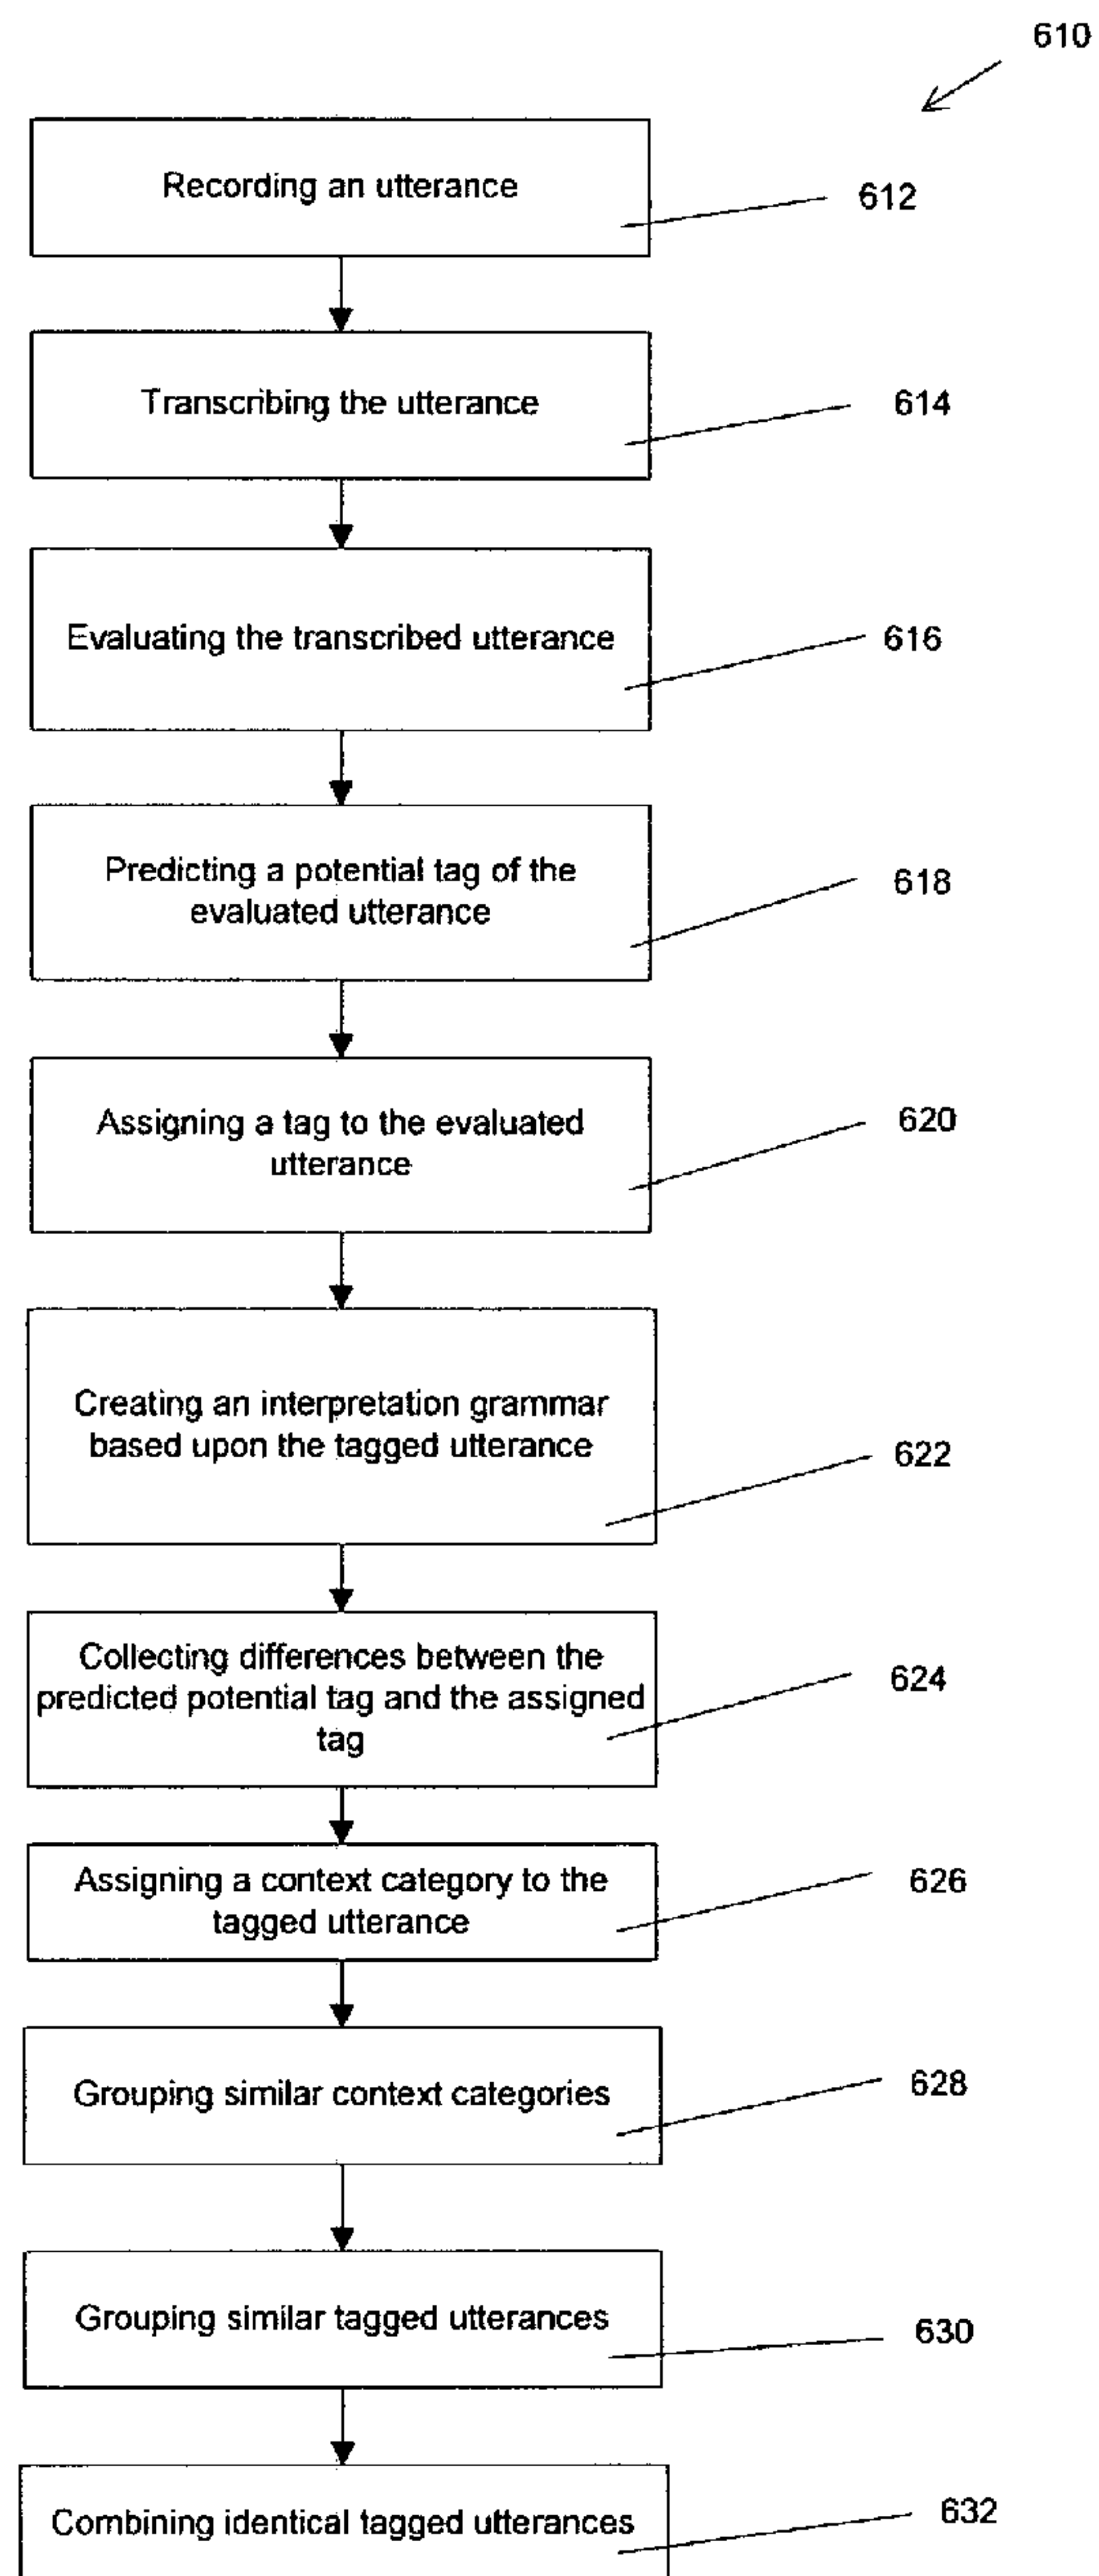 610
Recording an utterance
612
Transcribing the utterance
614
Evaluating the transcribed utterance
616
Predicting a potential tag of the
evaluated utterance
618
Assigning a tag to the evaluated
utterance
620
Creating an interpretation grammar
based upon the tagged utterance
622
Collecting differences between the
predicted potential tag and the assigned
tag
624
Assigning a context category to the
tagged utterance
626
Grouping similar context categories
628
Grouping similar tagged utterances
630
Combining identical tagged utterances
632